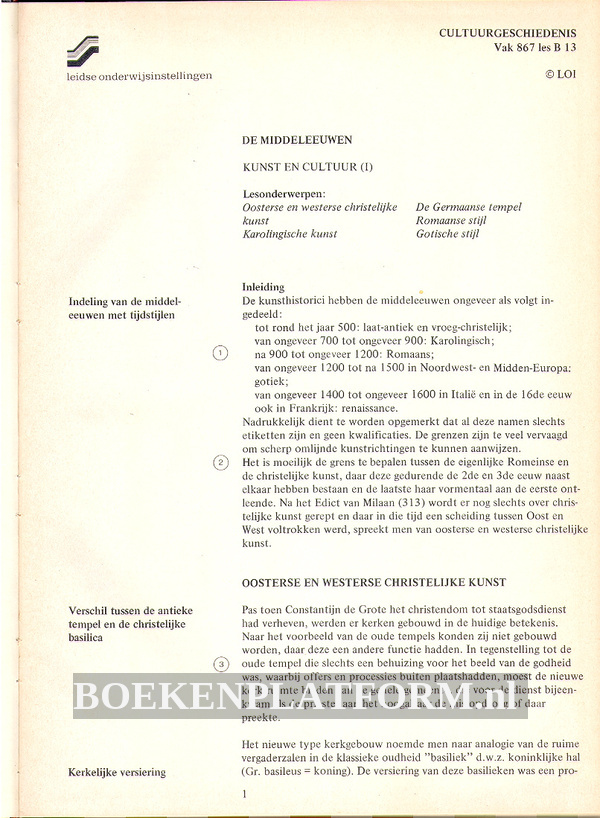 CULTUURGESCHIEDENIS
Vak 867 les B 13
leidse onderwijsinstellingen
© LOI
DE MIDDELEEUWEN
KUNST EN CULTUUR (I)
Lesonderwerpen:
Oosterse en westerse christelijke
kunst
Karolingische kunst
De Germaanse tempel
Romaanse stijl
Gotische stijl
Indeling van de middel-
eeuwen met tijdstijlen
Inleiding
De kunsthistorici hebben de middeleeuwen ongeveer als volgt in-
gedeeld:
tot rond het jaar 500: laat-antiek en vroeg-christelijk;
van ongeveer 700 tot ongeveer 900: Karolingisch;
1
na 900 tot ongeveer 1200: Romaans;
van ongeveer 1200 tot na 1500 in Noordwest- en Midden-Europa:
gotiek;
van ongeveer 1400 tot ongeveer 1600 in Italië en in de 16de eeuw
ook in Frankrijk: renaissance.
Nadrukkelijk dient te worden opgemerkt dat al deze namen slechts
etiketten zijn en geen kwalificaties. De grenzen zijn te veel vervaagd
om scherp omlijnde kunstrichtingen te kunnen aanwijzen.
2
Het is moeilijk de grens te bepalen tussen de eigenlijke Romeinse en
de christelijke kunst, daar deze gedurende de 2de en 3de eeuw naast
elkaar hebben bestaan en de laatste haar vormentaal aan de eerste ont-
leende. Na het Edict van Milaan (313) wordt er nog slechts over chris-
telijke kunst gerept en daar in die tijd een scheiding tussen Oost en
West voltrokken werd, spreekt men van oosterse en westerse christelijke
kunst.
OOSTERSE EN WESTERSE CHRISTELIJKE KUNST
Verschil tussen de antieke
tempel en de christelijke
basilica
Pas toen Constantijn de Grote het christendom tot staatsgodsdienst
had verheven, werden er kerken gebouwd in de huidige betekenis.
Naar het voorbeeld van de oude tempels konden zij niet gebouwd
worden, daar deze een andere functie hadden. In tegenstelling tot de
3
oude tempel die slechts een behuizing voor het beeld van de godheid
was, waarbij offers en processies buiten plaatshadden, moest de nieuwe
BOEKENPLATFORM.nl
dienst bijeen-
of daar
preekte.
Het nieuwe type kerkgebouw noemde men naar analogie van de ruime
vergaderzalen in de klassieke oudheid "basiliek" d.w.z. koninklijke hal
Kerkelijke versiering
(Gr. basileus = koning). De versiering van deze basilieken was een pro-
1